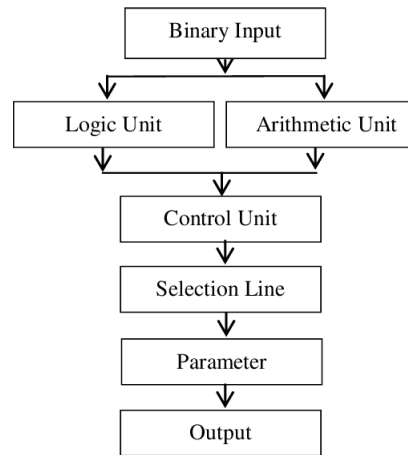 Binary Input
Logic Unit
Arithmetic Unit
Control Unit
Selection Line
Parameter
Output